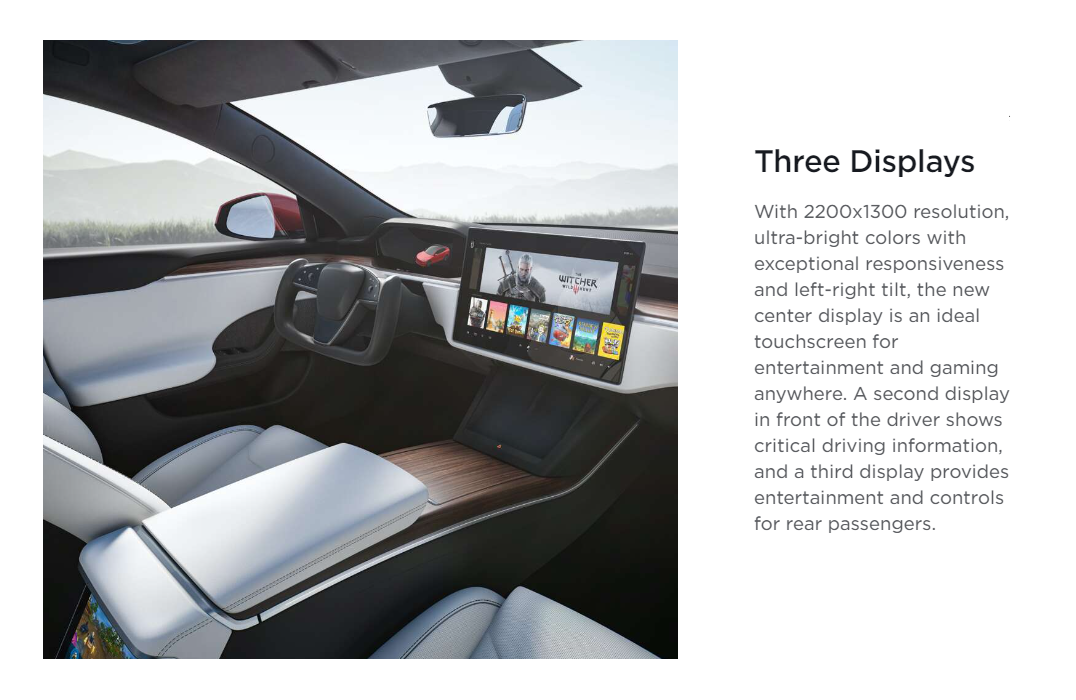 Three Displays
With 2200x1300 resolution,
ultra-bright colors with
exceptional responsiveness
and left-right tilt, the new
center display is an ideal
touchscreen for
entertainment and gaming
anywhere. A second display
in front of the driver shows
critical driving information,
and a third display provides
entertainment and controls
for rear passengers.
THE
WITCHER
WILD HUNT